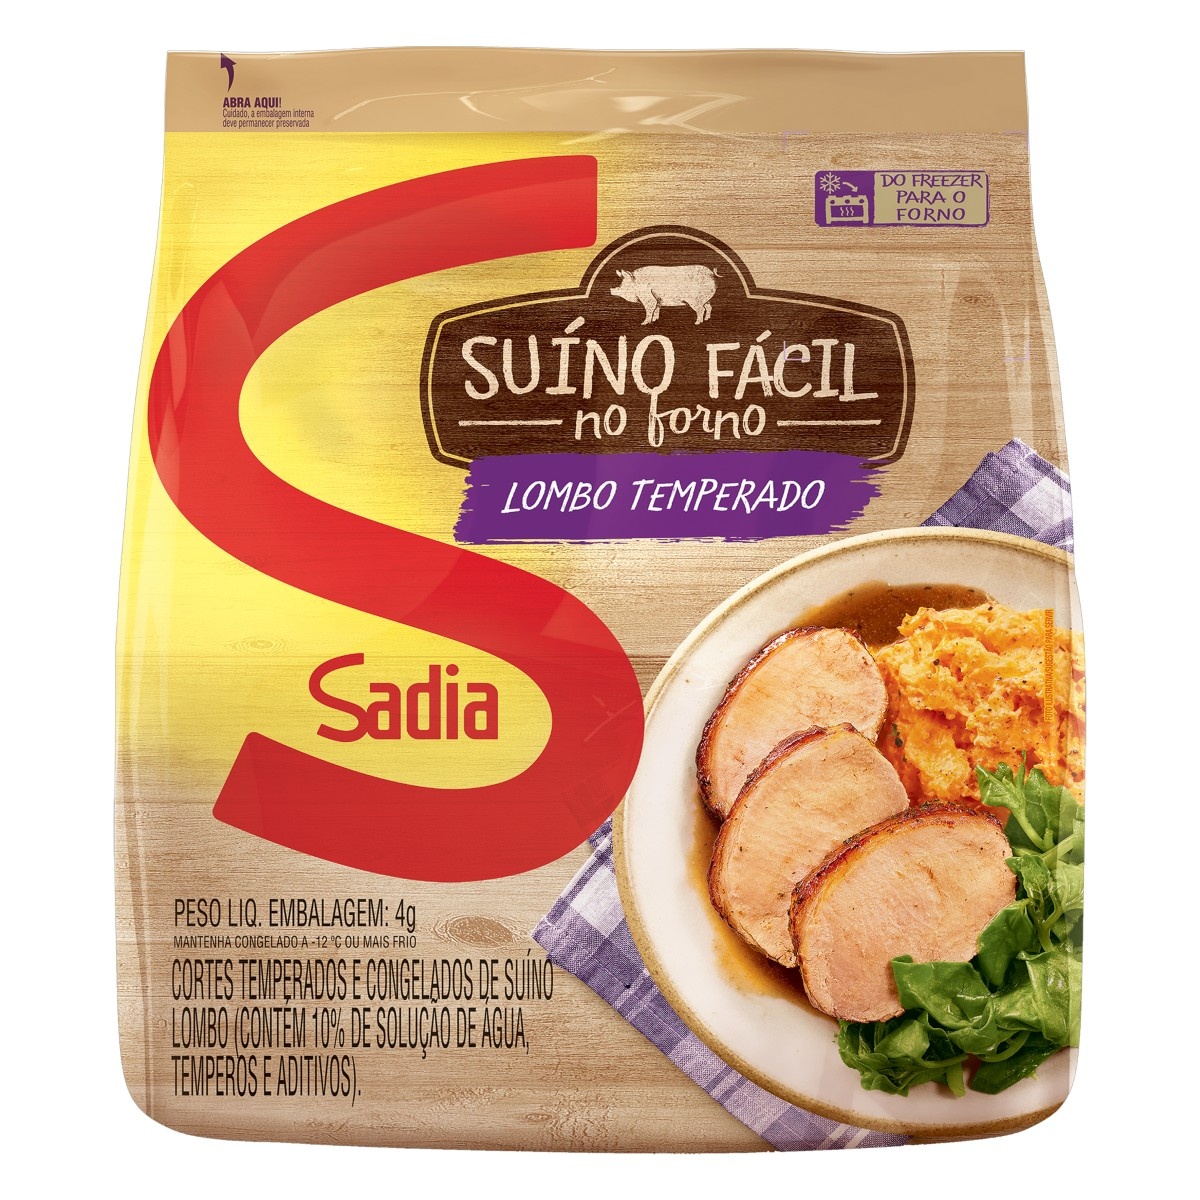 ABRA AQUI!
Cuidado, a embalagem interna
deve permanecer preservada
DO FREEZER
PARA O
FORNO
SUÍNO FÁCIL
no forno
LOMBO TEMPERADO
Sadia
PESO LIQ. EMBALAGEM: 4g
MANTENHA CONGELADO A -12 °C OU MAIS FRIO
CORTES TEMPERADOS E CONGELADOS DE SUÍNO
LOMBO (CONTÉM 10% DE SOLUÇÃO DE ÁGUA,
TEMPEROS E ADITIVOS).